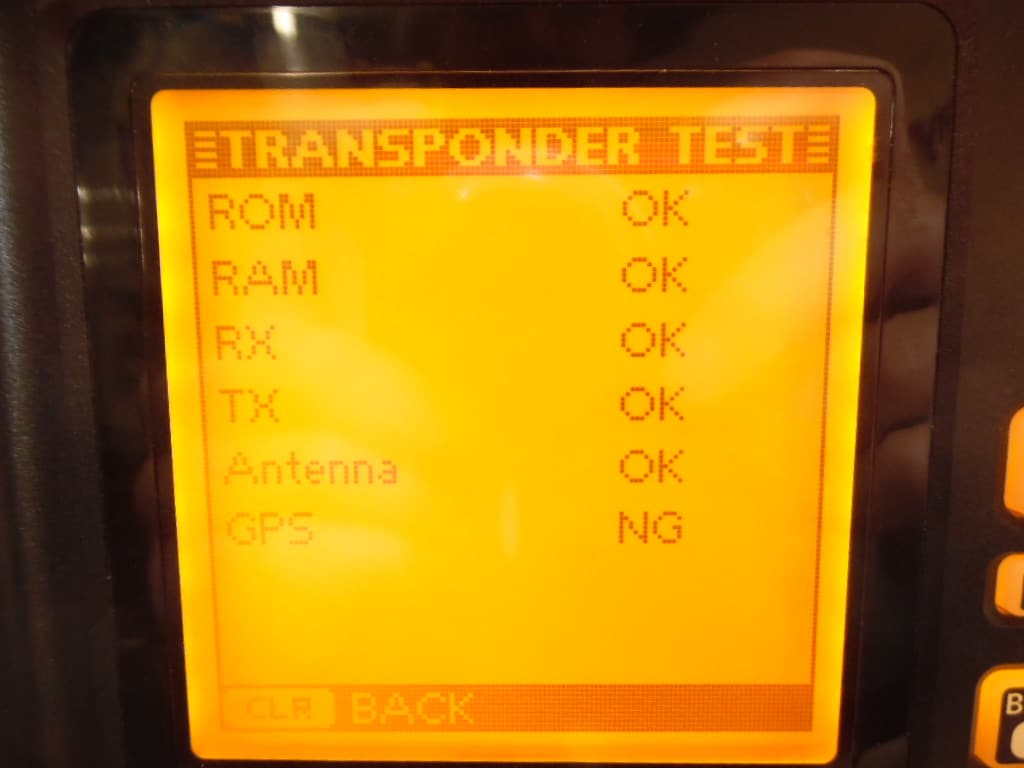 TRANSPONDER TEST
ROM OK
RAM OK
RX OK
TX OK
Antenna OK
GPS NG
CLR BACK